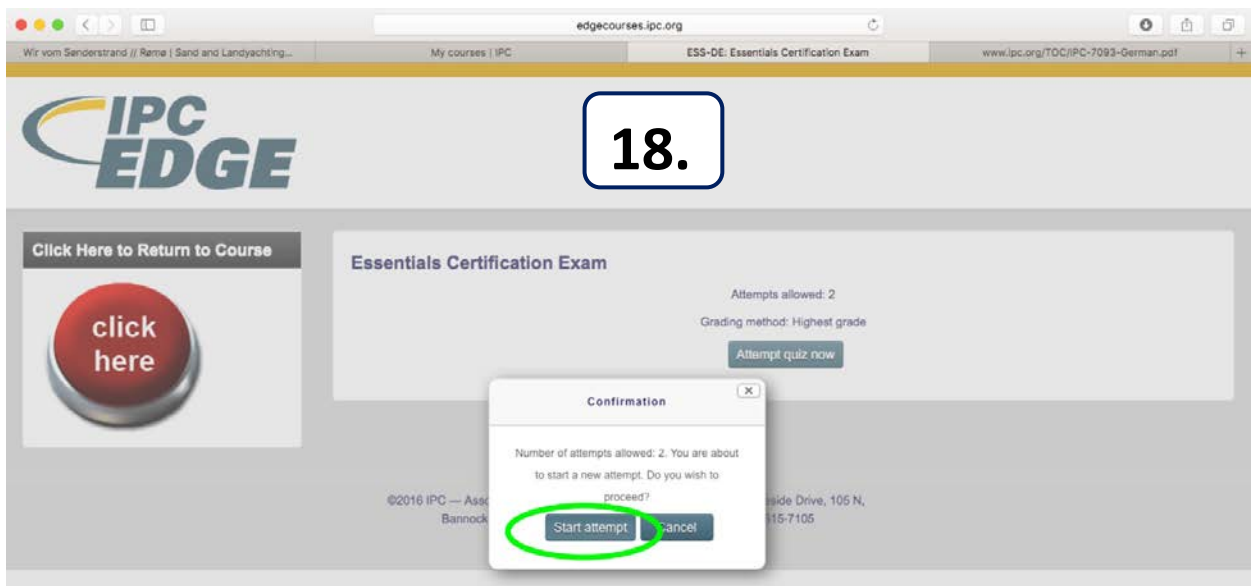 edgecourses.ipc.org
Wir vom Sanderstrand // Rømø | Sand and Landyachting...
My courses | IPC
ESS-DE: Essentials Certification Exam
www.ipc.org/TOC/IPC-7093-German.pdf
IPC
EDGE
18.
Click Here to Return to Course
click
here
Essentials Certification Exam
Attempts allowed: 2
Grading method: Highest grade
Attempt quiz now
Confirmation
Number of attempts allowed: 2. You are about
to start a new attempt. Do you wish to
proceed?
Start attempt
Cancel
©2016 IPC — Asso
side Drive, 105 N,
Bannock
15-7105